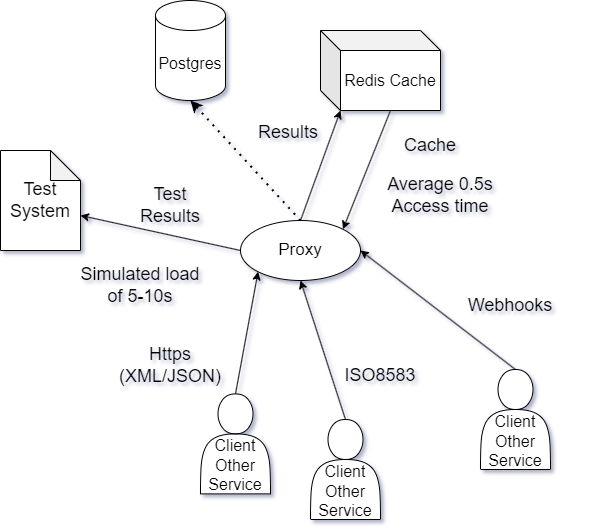 Postgres
Redis Cache
Results
Cache
Average 0.5s
Access time
Test
System
Test
Results
Proxy
Simulated load
of 5-10s
Webhooks
Https
(XML/JSON)
ISO8583
Client
Other
Service
Client
Other
Service
Client
Other
Service